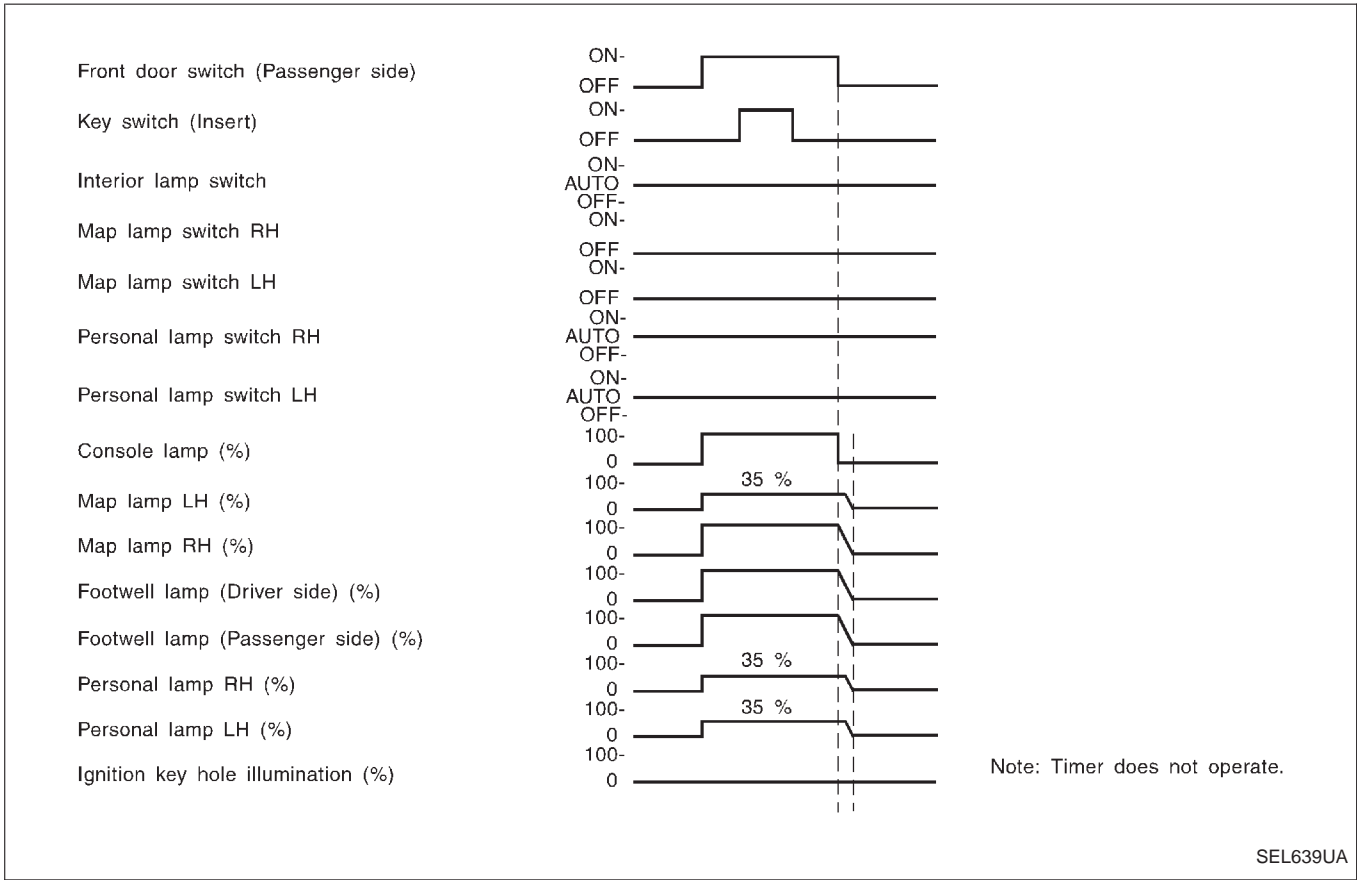 Front door switch (Passenger side)
ON-
OFF
Key switch (Insert)
ON-
OFF
Interior lamp switch
ON-
AUTO
OFF-
Map lamp switch RH
ON-
OFF
Map lamp switch LH
ON-
OFF
Personal lamp switch RH
ON-
AUTO
OFF-
Personal lamp switch LH
ON-
AUTO
OFF-
Console lamp (%)
100-
0
Map lamp LH (%)
100-
0
35 %
Map lamp RH (%)
100-
0
Footwell lamp (Driver side) (%)
100-
0
Footwell lamp (Passenger side) (%)
100-
0
Personal lamp RH (%)
100-
0
35 %
Personal lamp LH (%)
100-
0
35 %
Ignition key hole illumination (%)
100-
0
Note: Timer does not operate.
SEL639UA